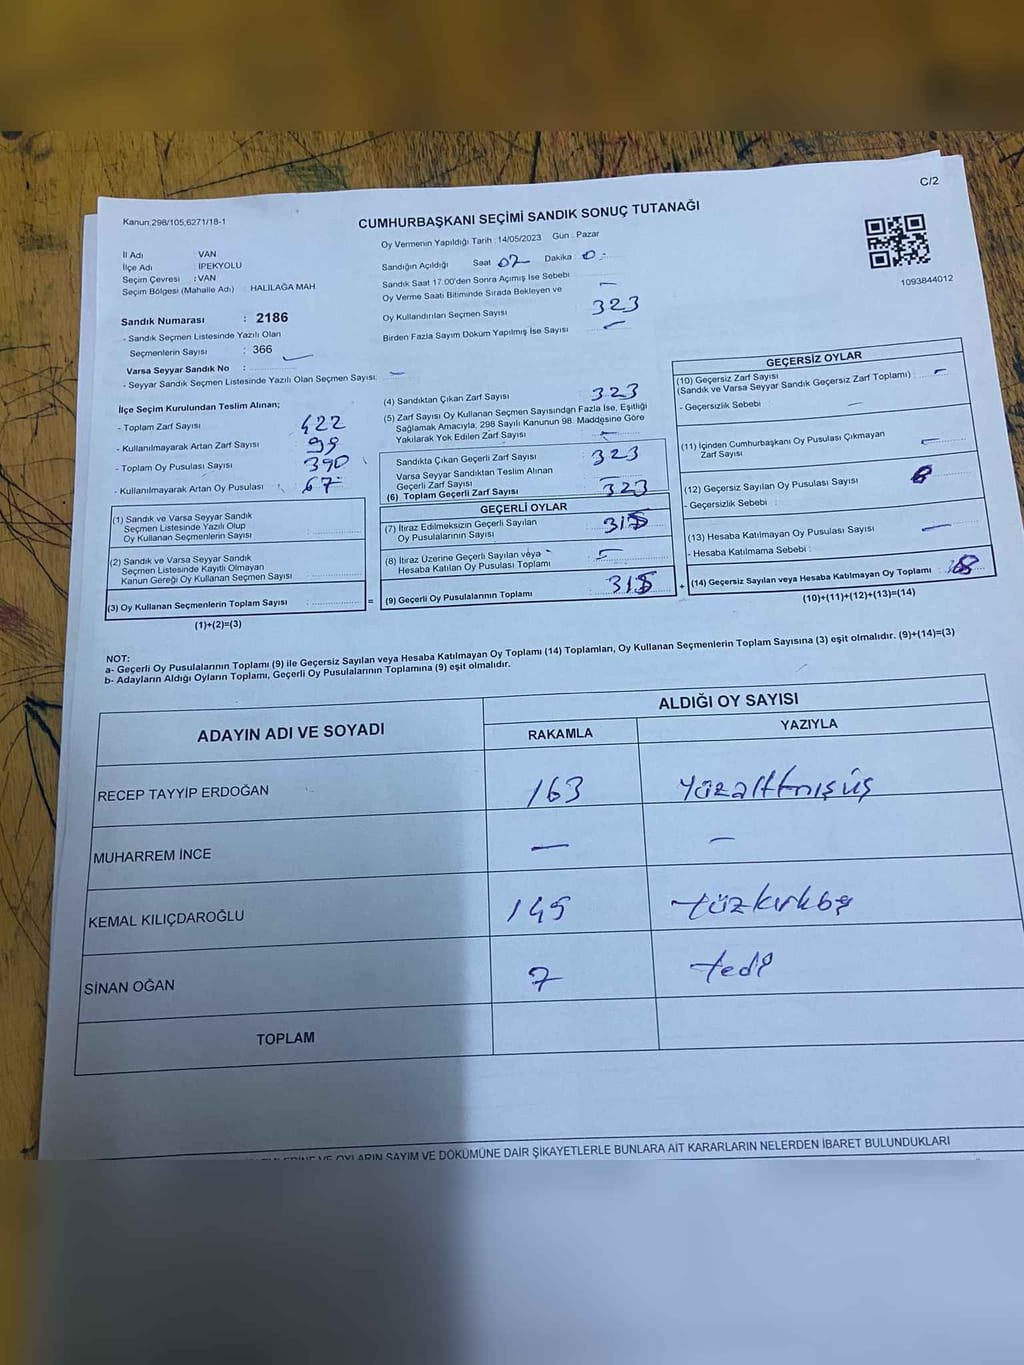 C/2
Kanun:298/105,6271/18-1
CUMHURBAŞKANI SEÇİMİ SANDIK SONUÇ TUTANAĞI
Oy Vermenin Yapıldığı Tarih :14/05/2023 Gün : Pazar
İl Adı : VAN
İlçe Adı : İPEKYOLU
Seçim Çevresi : VAN
Seçim Bölgesi (Mahalle Adı) : HALİLAĞA MAH
Sandık Numarası : 2186
- Sandık Seçmen Listesinde Yazılı Olan
Seçmenlerin Sayısı : 366
Varsa Seyyar Sandık No :
- Seyyar Sandık Seçmen Listesinde Yazılı Olan Seçmen Sayısı: —
Sandığın Açıldığı Saat 02 Dakika 0
Sandık Saat 17:00'den Sonra Açımış İse Sebebi : —
Oy Verme Saati Bitiminde Sırada Bekleyen ve
Oy Kullandırılan Seçmen Sayısı : 323
Birden Fazla Sayım Döküm Yapılmış İse Sayısı : —
1093844012
İlçe Seçim Kurulundan Teslim Alınan;
- Toplam Zarf Sayısı : 422
- Kullanılmayarak Artan Zarf Sayısı : 99
- Toplam Oy Pusulası Sayısı : 390
- Kullanılmayarak Artan Oy Pusulası : 67
(1) Sandık ve Varsa Seyyar Sandık
Seçmen Listesinde Yazılı Olup
Oy Kullanan Seçmenlerin Sayısı :
(2) Sandık ve Varsa Seyyar Sandık
Seçmen Listesinde Kayıtlı Olmayan
Kanun Gereği Oy Kullanan Seçmen Sayısı :
(3) Oy Kullanan Seçmenlerin Toplam Sayısı : =
(1)+(2)=(3)
(4) Sandıktan Çıkan Zarf Sayısı : 323
(5) Zarf Sayısı Oy Kullanan Seçmen Sayısından Fazla İse, Eşitliği
Sağlamak Amacıyla, 298 Sayılı Kanunun 98. Maddesine Göre
Yakılarak Yok Edilen Zarf Sayısı : —
Sandıkta Çıkan Geçerli Zarf Sayısı : 323
Varsa Seyyar Sandıktan Teslim Alınan
Geçerli Zarf Sayısı :
(6) Toplam Geçerli Zarf Sayısı : 323
GEÇERLİ OYLAR
(7) İtiraz Edilmeksizin Geçerli Sayılan
Oy Pusulalarının Sayısı : 315
(8) İtiraz Üzerine Geçerli Sayılan veya
Hesaba Katılan Oy Pusulası Toplamı : —
(9) Geçerli Oy Pusulalarının Toplamı : 315 +
GEÇERSİZ OYLAR
(10) Geçersiz Zarf Sayısı
(Sandık ve Varsa Seyyar Sandık Geçersiz Zarf Toplamı) : —
- Geçersizlik Sebebi :
(11) İçinden Cumhurbaşkanı Oy Pusulası Çıkmayan
Zarf Sayısı : —
(12) Geçersiz Sayılan Oy Pusulası Sayısı : 8
- Geçersizlik Sebebi :
(13) Hesaba Katılmayan Oy Pusulası Sayısı : —
- Hesaba Katılmama Sebebi :
(14) Geçersiz Sayılan veya Hesaba Katılmayan Oy Toplamı : 8
(10)+(11)+(12)+(13)=(14)
NOT:
a- Geçerli Oy Pusulalarının Toplamı (9) ile Geçersiz Sayılan veya Hesaba Katılmayan Oy Toplamı (14) Toplamları, Oy Kullanan Seçmenlerin Toplam Sayısına (3) eşit olmalıdır. (9)+(14)=(3)
b- Adayların Aldığı Oyların Toplamı, Geçerli Oy Pusulalarının Toplamına (9) eşit olmalıdır.
ADAYIN ADI VE SOYADI
ALDIĞI OY SAYISI
RAKAMLA YAZIYLA
RECEP TAYYİP ERDOĞAN 163 yüzaltmışüş
MUHARREM İNCE — —
KEMAL KILIÇDAROĞLU 145 yüzkırkbş
SİNAN OĞAN 7 yedi
TOPLAM
VE OYLARIN SAYIM VE DÖKÜMÜNE DAİR ŞİKAYETLERLE BUNLARA AİT KARARLARIN NELERDEN İBARET BULUNDUKLARI